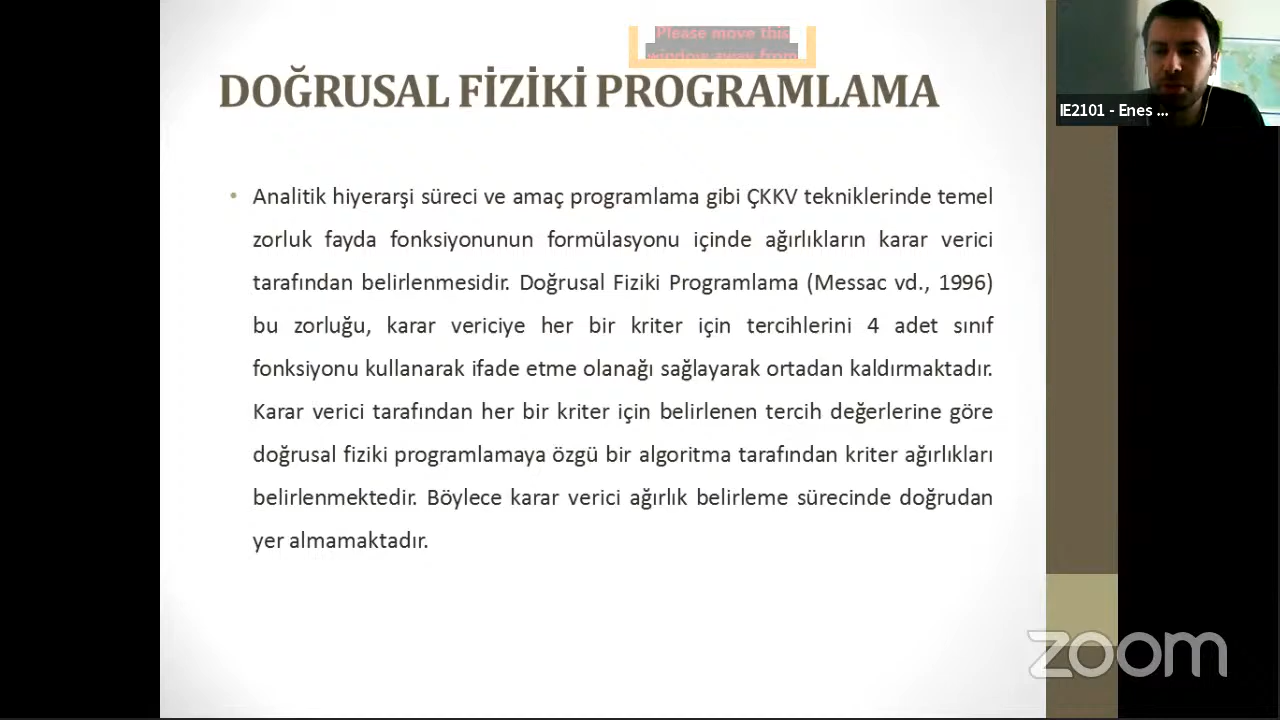 Please move this
window away from
DOĞRUSAL FİZİKİ PROGRAMLAMA
IE2101 - Enes ...
• Analitik hiyerarşi süreci ve amaç programlama gibi ÇKKV tekniklerinde temel
zorluk fayda fonksiyonunun formülasyonu içinde ağırlıkların karar verici
tarafından belirlenmesidir. Doğrusal Fiziki Programlama (Messac vd., 1996)
bu zorluğu, karar vericiye her bir kriter için tercihlerini 4 adet sınıf
fonksiyonu kullanarak ifade etme olanağı sağlayarak ortadan kaldırmaktadır.
Karar verici tarafından her bir kriter için belirlenen tercih değerlerine göre
doğrusal fiziki programlamaya özgü bir algoritma tarafından kriter ağırlıkları
belirlenmektedir. Böylece karar verici ağırlık belirleme sürecinde doğrudan
yer almamaktadır.
zoom